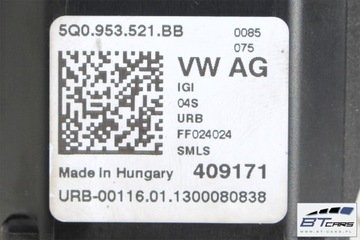 5Q0.953.521.BB 0085
075
VW AG
IGI
04S
URB
FF024024
SMLS
Made in Hungary 409171
URB-00116.01.1300080838
BTcars